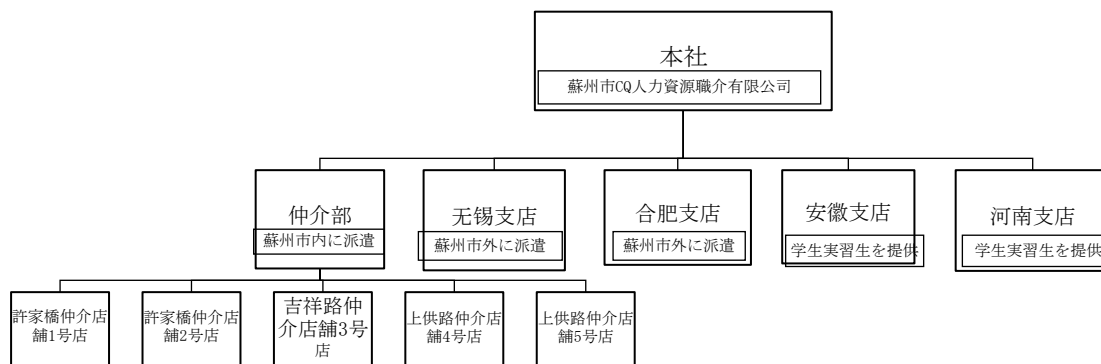 本社
蘇州市CQ人力資源職介有限公司
仲介部
蘇州市内に派遣
无锡支店
蘇州市外に派遣
合肥支店
蘇州市外に派遣
安徽支店
学生実習生を提供
河南支店
学生実習生を提供
許家橋仲介店
舗1号店
許家橋仲介店
舗2号店
吉祥路仲
介店舗3号
店
上供路仲介店
舗4号店
上供路仲介店
舗5号店